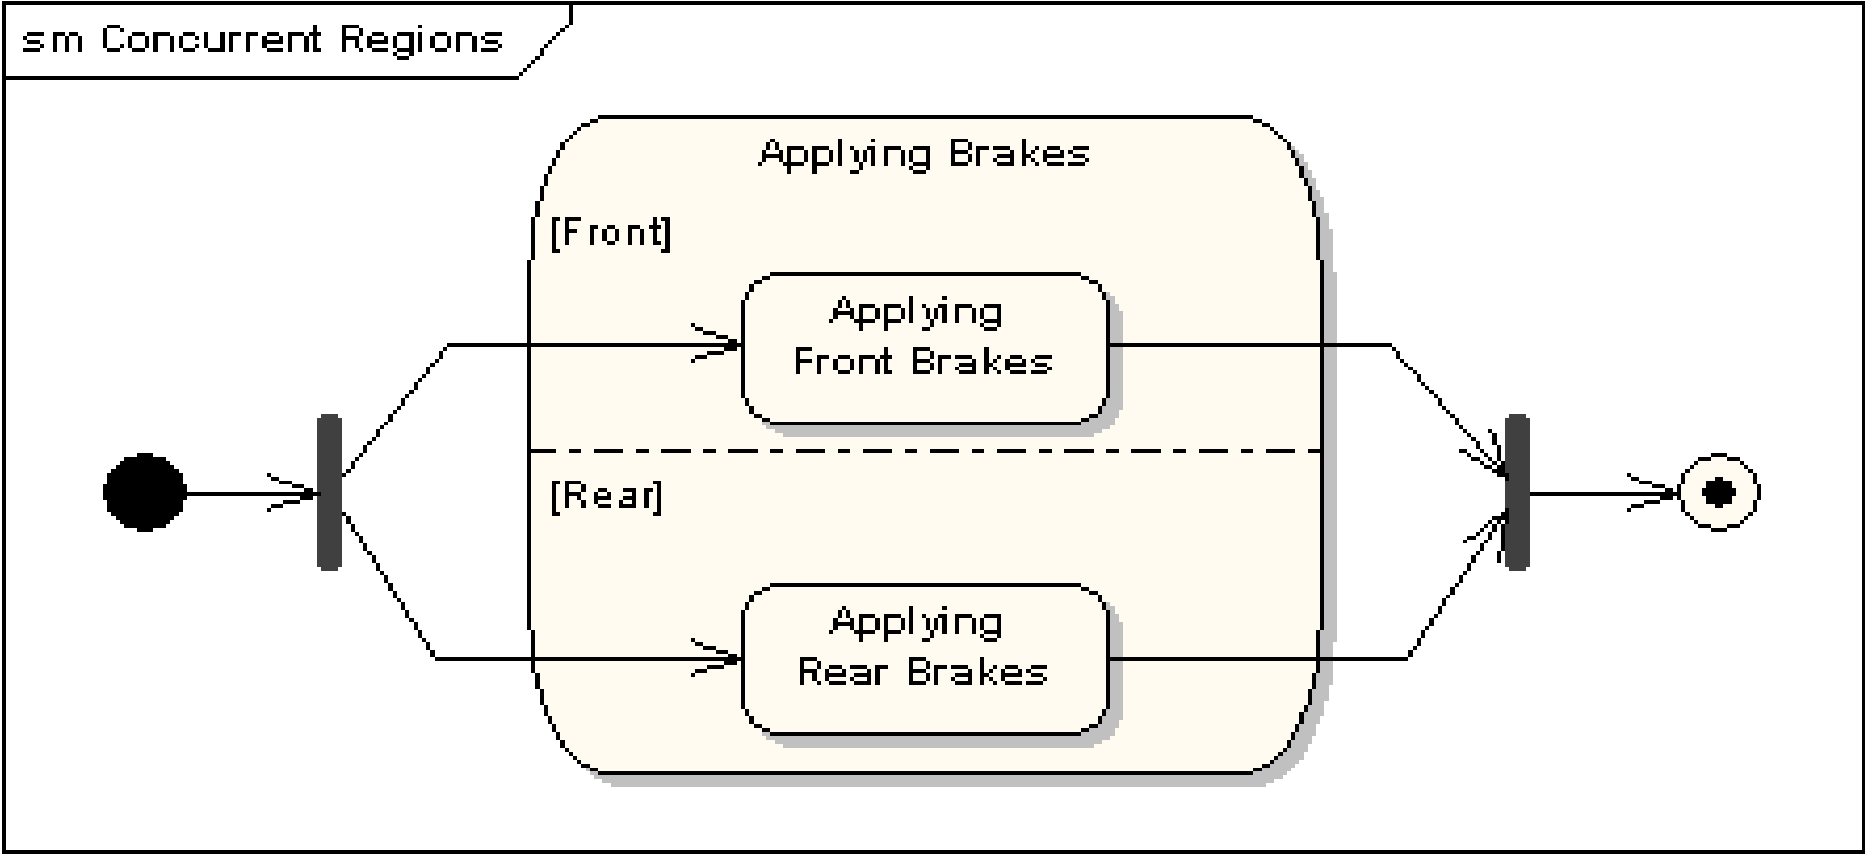 sm Concurrent Regions
Applying Brakes
[Front]
Applying
Front Brakes
[Rear]
Applying
Rear Brakes